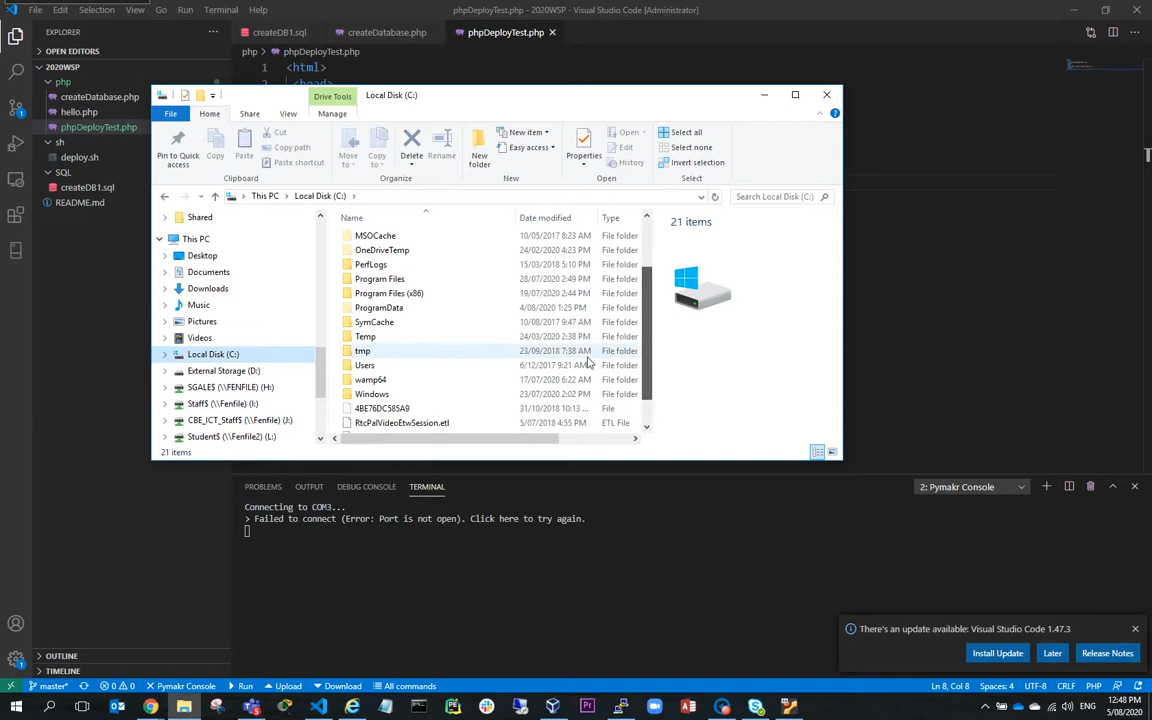 File Edit Selection View Go Run Terminal Help
phpDeployTest.php - 2020WSP - Visual Studio Code [Administrator]
EXPLORER
createDB1.sql
createDatabase.php
phpDeployTest.php
OPEN EDITORS
2020WSP
php
createDatabase.php
hello.php
phpDeployTest.php
sh
deploy.sh
SQL
createDB1.sql
README.md
php > phpDeployTest.php
1 <html>
2 <head>
Drive Tools
Local Disk (C:)
File Home Share View Manage
Pin to Quick access
Copy
Paste
Cut
Copy path
Paste shortcut
Move to
Copy to
Delete
Rename
New folder
New item
Easy access
Properties
Open
Edit
History
Select all
Select none
Invert selection
Clipboard Organize New Open Select
This PC > Local Disk (C:) >
Search Local Disk (C:)
Shared
This PC
Desktop
Documents
Downloads
Music
Pictures
Videos
Local Disk (C:)
External Storage (D:)
SGALE$ (\\FENFILE) (H:)
Staff$ (\\Fenfile) (I:)
CBE_ICT_Staff$ (\\Fenfile) (J:)
Student$ (\\Fenfile2) (L:)
Name Date modified Type
MSOCache 10/05/2017 8:23 AM File folder
OneDriveTemp 24/02/2020 4:23 PM File folder
PerfLogs 15/03/2018 5:10 PM File folder
Program Files 28/07/2020 2:49 PM File folder
Program Files (x86) 19/07/2020 2:44 PM File folder
ProgramData 4/08/2020 1:25 PM File folder
SymCache 10/08/2017 9:47 AM File folder
Temp 24/03/2020 2:38 PM File folder
tmp 23/09/2018 7:38 AM File folder
Users 6/12/2017 9:21 AM File folder
wamp64 17/07/2020 6:22 AM File folder
Windows 23/07/2020 2:02 PM File folder
4BE76DC585A9 31/10/2018 10:13 ... File
RtcPalVideoEtwSession.etl 5/07/2018 4:55 PM ETL File
21 items
21 items
PROBLEMS OUTPUT DEBUG CONSOLE TERMINAL
2: Pymakr Console
Connecting to COM3...
> Failed to connect (Error: Port is not open). Click here to try again.
There's an update available: Visual Studio Code 1.47.3
Install Update
Later
Release Notes
OUTLINE
TIMELINE
master* 0 0 Pymakr Console Run Upload Download All commands
Ln 8, Col 8 Spaces: 4 UTF-8 CRLF PHP
12:48 PM
5/08/2020